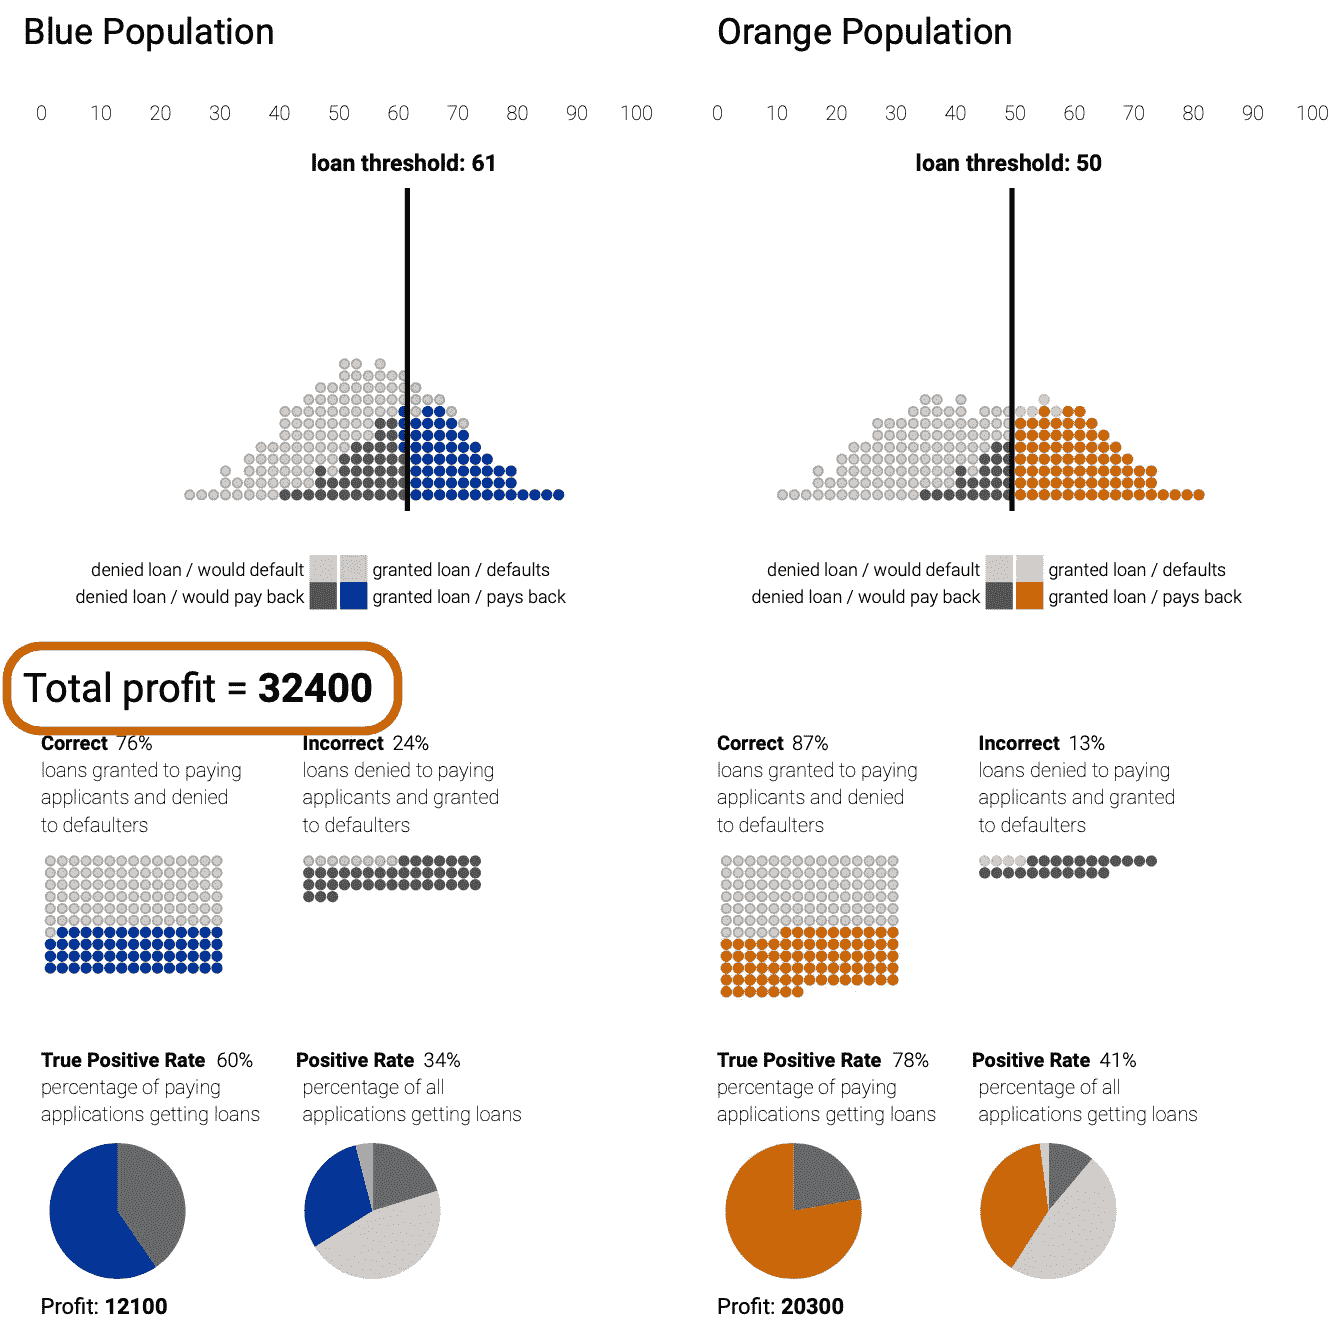 Blue Population
Orange Population
0 10 20 30 40 50 60 70 80 90 100
0 10 20 30 40 50 60 70 80 90 100
loan threshold: 61
loan threshold: 50
denied loan / would default
granted loan / defaults
denied loan / would pay back
granted loan / pays back
denied loan / would default
granted loan / defaults
denied loan / would pay back
granted loan / pays back
Total profit = 32400
Correct 76%
loans granted to paying
applicants and denied
to defaulters
Incorrect 24%
loans denied to paying
applicants and granted
to defaulters
Correct 87%
loans granted to paying
applicants and denied
to defaulters
Incorrect 13%
loans denied to paying
applicants and granted
to defaulters
True Positive Rate 60%
percentage of paying
applications getting loans
Positive Rate 34%
percentage of all
applications getting loans
True Positive Rate 78%
percentage of paying
applications getting loans
Positive Rate 41%
percentage of all
applications getting loans
Profit: 12100
Profit: 20300